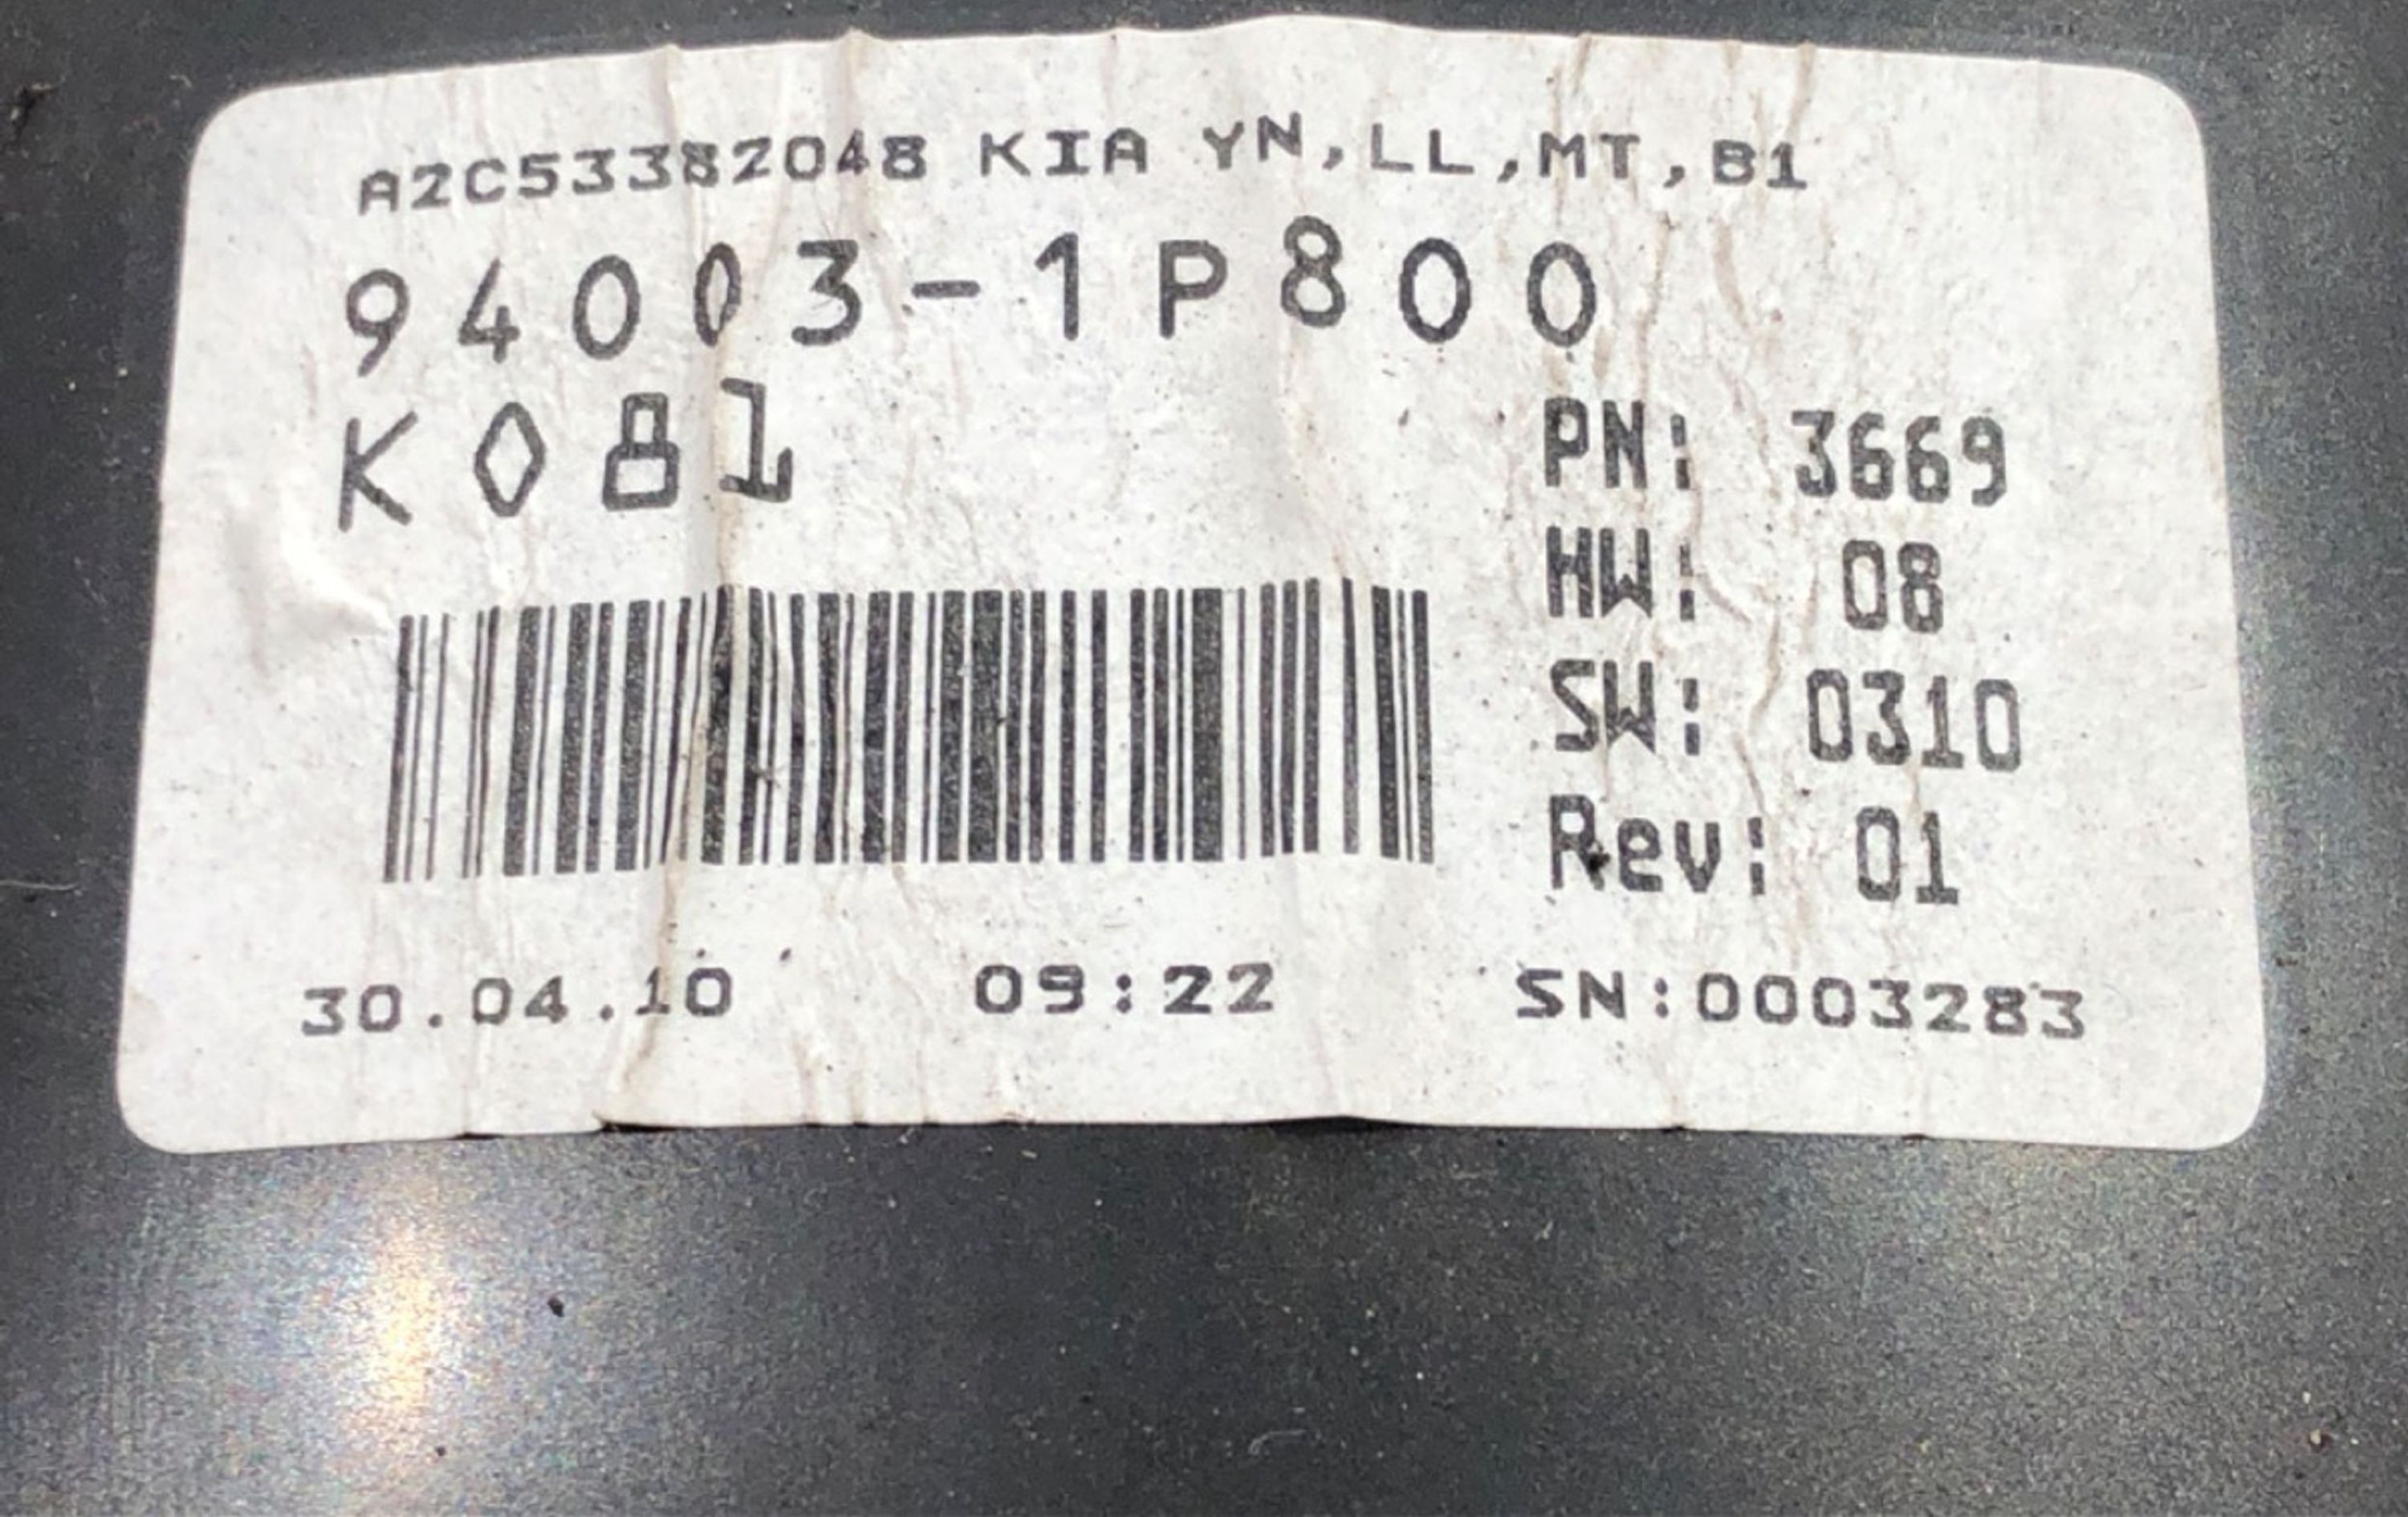 A2C53382048 KIA YN,LL,MT,B1
94003-1P800
K081
PN: 3669
HW: 08
SW: 0310
Rev: 01
30.04.10 09:22 SN:0003283